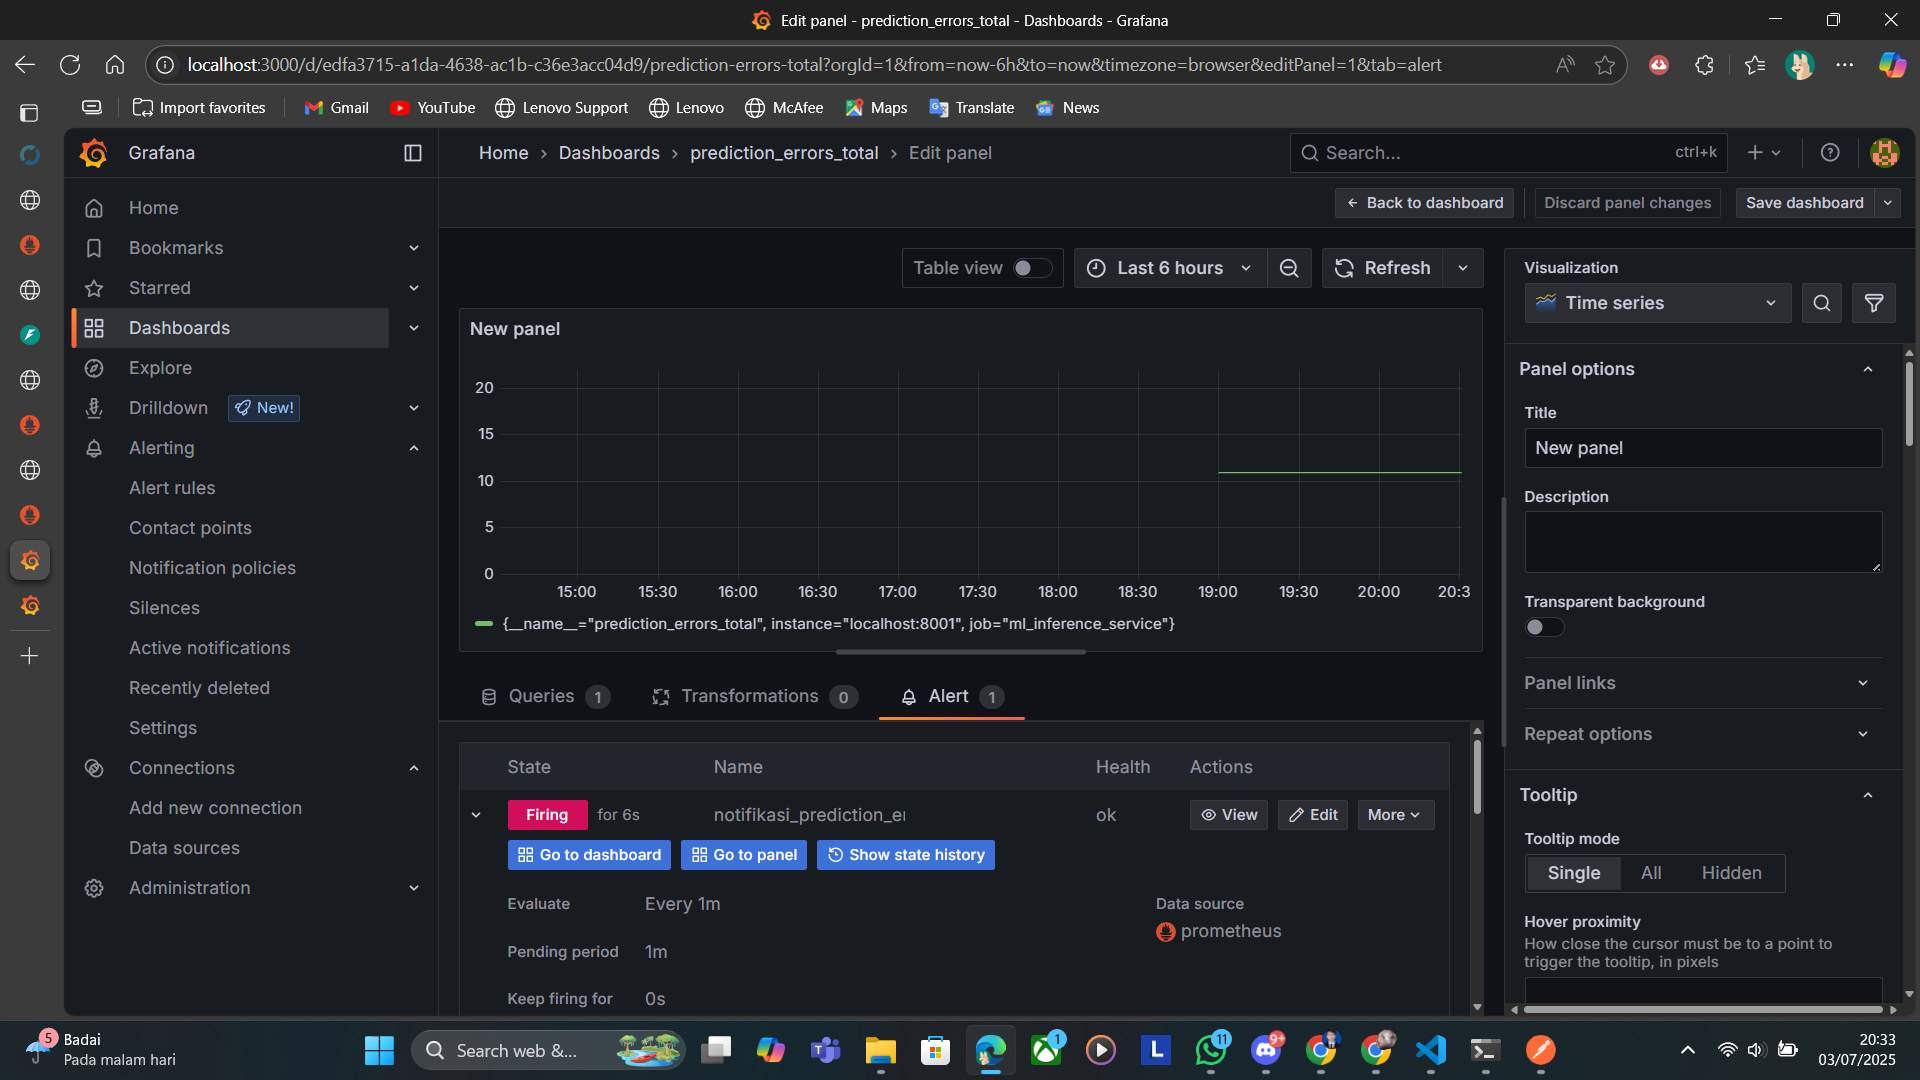 Edit panel - prediction_errors_total - Dashboards - Grafana
localhost:3000/d/edfa3715-a1da-4638-ac1b-c36e3acc04d9/prediction-errors-total?orgId=1&from=now-6h&to=now&timezone=browser&editPanel=1&tab=alert
Import favorites
Gmail
YouTube
Lenovo Support
Lenovo
McAfee
Maps
Translate
News
Grafana
Home › Dashboards › prediction_errors_total › Edit panel
Search... ctrl+k
Back to dashboard
Discard panel changes
Save dashboard
Home
Bookmarks
Starred
Dashboards
Explore
Drilldown New!
Alerting
Alert rules
Contact points
Notification policies
Silences
Active notifications
Recently deleted
Settings
Connections
Add new connection
Data sources
Administration
Table view
Last 6 hours
Refresh
New panel
20
15
10
5
0
15:00 15:30 16:00 16:30 17:00 17:30 18:00 18:30 19:00 19:30 20:00 20:3
{__name__="prediction_errors_total", instance="localhost:8001", job="ml_inference_service"}
Queries 1
Transformations 0
Alert 1
State Name Health Actions
Firing for 6s notifikasi_prediction_er ok View Edit More
Go to dashboard Go to panel Show state history
Evaluate Every 1m
Pending period 1m
Keep firing for 0s
Data source
prometheus
Visualization
Time series
Panel options
Title
New panel
Description
Transparent background
Panel links
Repeat options
Tooltip
Tooltip mode
Single All Hidden
Hover proximity
How close the cursor must be to a point to
trigger the tooltip, in pixels
5
Badai
Pada malam hari
Search web &...
1
L
11
9+
20:33
03/07/2025